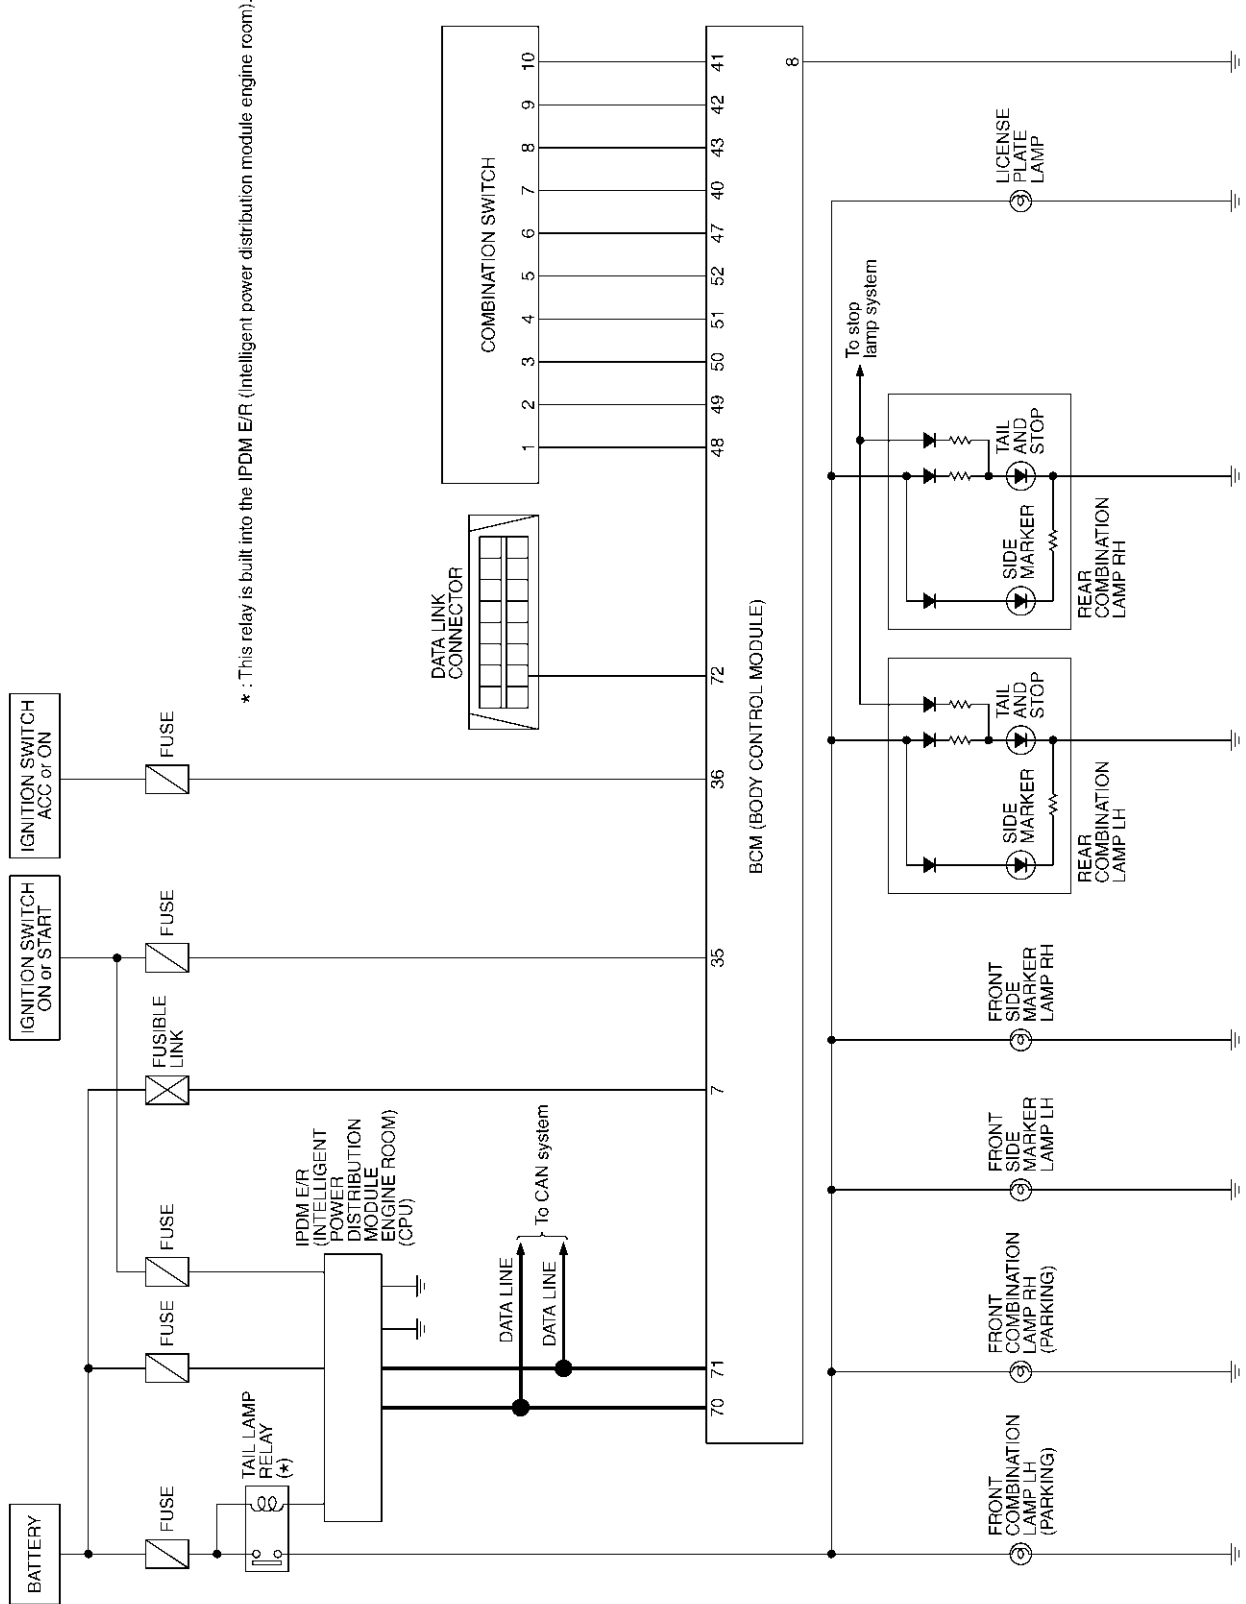 BATTERY
IGNITION SWITCH
ON or START
IGNITION SWITCH
ACC or ON
FUSE
FUSE
FUSE
FUSIBLE
LINK
FUSE
FUSE
TAIL LAMP
RELAY
(*)
IPDM E/R
(INTELLIGENT
POWER
DISTRIBUTION
MODULE
ENGINE ROOM)
(CPU)
* : This relay is built into the IPDM E/R (Intelligent power distribution module engine room).
DATA LINE
DATA LINE
To CAN system
DATA LINK
CONNECTOR
COMBINATION SWITCH
1 2 3 4 5 6 7 8 9 10
70 71 7 35 36 72 48 49 50 51 52 47 40 43 42 41
BCM (BODY CONTROL MODULE)
8
To stop
lamp system
FRONT
COMBINATION
LAMP LH
(PARKING)
FRONT
COMBINATION
LAMP RH
(PARKING)
FRONT
SIDE
MARKER
LAMP LH
FRONT
SIDE
MARKER
LAMP RH
SIDE
MARKER
TAIL
AND
STOP
REAR
COMBINATION
LAMP LH
SIDE
MARKER
TAIL
AND
STOP
REAR
COMBINATION
LAMP RH
LICENSE
PLATE
LAMP